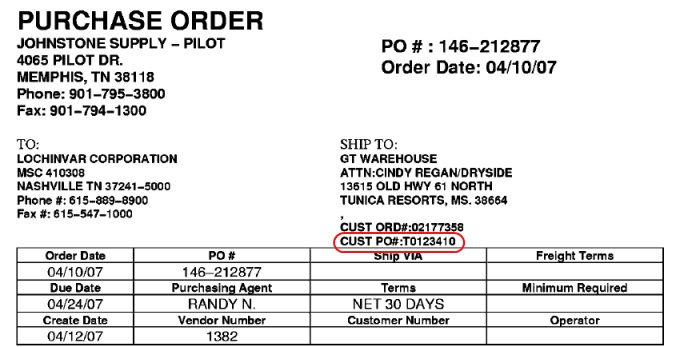 PURCHASE ORDER
JOHNSTONE SUPPLY – PILOT
4065 PILOT DR.
MEMPHIS, TN 38118
Phone: 901–795–3800
Fax: 901–794–1300
PO # : 146–212877
Order Date: 04/10/07
TO:
LOCHINVAR CORPORATION
MSC 410308
NASHVILLE TN 37241–5000
Phone #: 615–889–8900
Fax #: 615–547–1000
SHIP TO:
GT WAREHOUSE
ATTN:CINDY REGAN/DRYSIDE
13615 OLD HWY 61 NORTH
TUNICA RESORTS, MS. 38664
,
CUST ORD#:02177358
CUST PO#:T0123410
Order Date PO # Ship VIA Freight Terms
04/10/07 146–212877
Due Date Purchasing Agent Terms Minimum Required
04/24/07 RANDY N. NET 30 DAYS
Create Date Vendor Number Customer Number Operator
04/12/07 1382